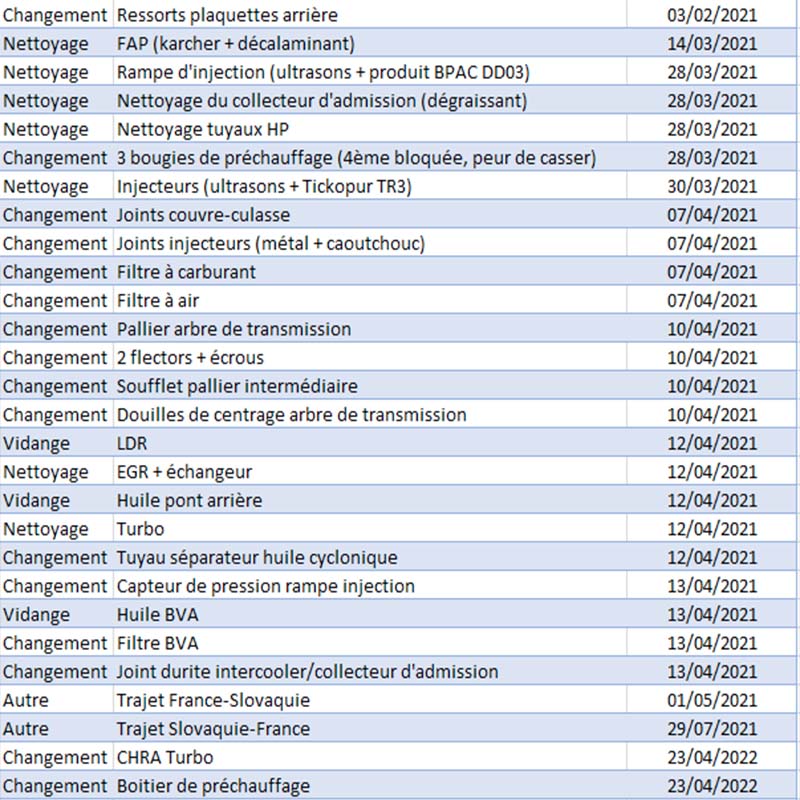 Changement Ressorts plaquettes arrière 03/02/2021
Nettoyage FAP (karcher + décalaminant) 14/03/2021
Nettoyage Rampe d'injection (ultrasons + produit BPAC DD03) 28/03/2021
Nettoyage Nettoyage du collecteur d'admission (dégraissant) 28/03/2021
Nettoyage Nettoyage tuyaux HP 28/03/2021
Changement 3 bougies de préchauffage (4ème bloquée, peur de casser) 28/03/2021
Nettoyage Injecteurs (ultrasons + Tickopur TR3) 30/03/2021
Changement Joints couvre-culasse 07/04/2021
Changement Joints injecteurs (métal + caoutchouc) 07/04/2021
Changement Filtre à carburant 07/04/2021
Changement Filtre à air 07/04/2021
Changement Pallier arbre de transmission 10/04/2021
Changement 2 flectors + écrous 10/04/2021
Changement Soufflet pallier intermédiaire 10/04/2021
Changement Douilles de centrage arbre de transmission 10/04/2021
Vidange LDR 12/04/2021
Nettoyage EGR + échangeur 12/04/2021
Vidange Huile pont arrière 12/04/2021
Nettoyage Turbo 12/04/2021
Changement Tuyau séparateur huile cyclonique 12/04/2021
Changement Capteur de pression rampe injection 13/04/2021
Vidange Huile BVA 13/04/2021
Changement Filtre BVA 13/04/2021
Changement Joint durite intercooler/collecteur d'admission 13/04/2021
Autre Trajet France-Slovaquie 01/05/2021
Autre Trajet Slovaquie-France 29/07/2021
Changement CHRA Turbo 23/04/2022
Changement Boitier de préchauffage 23/04/2022